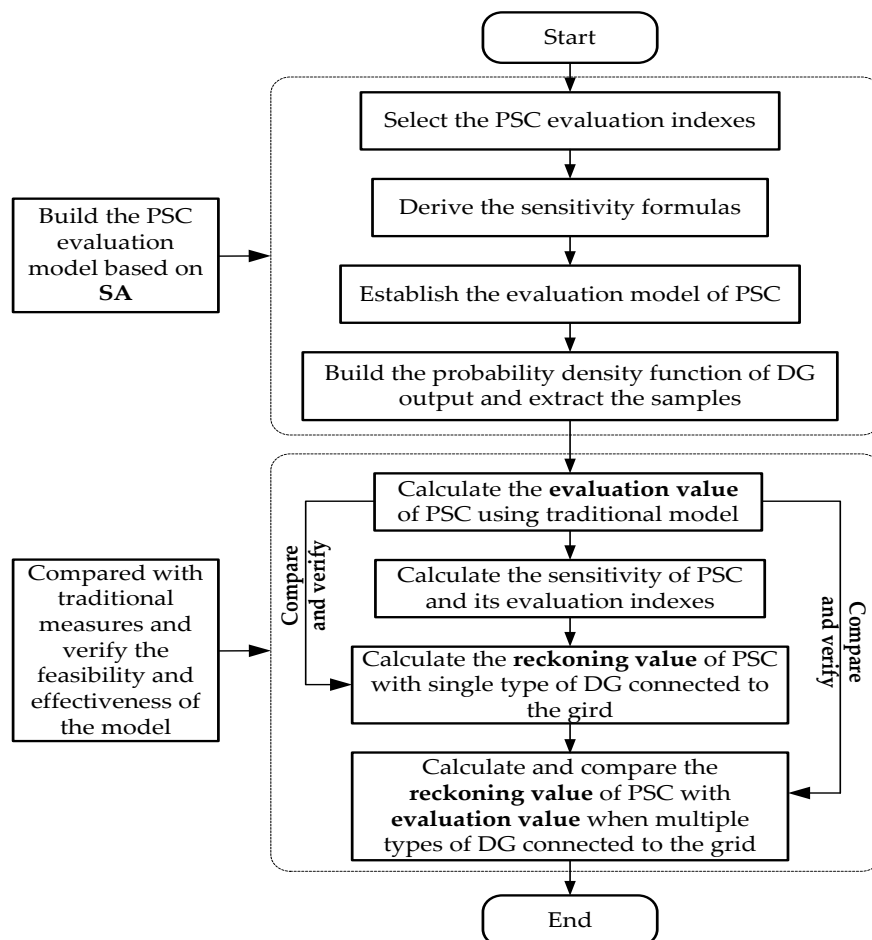 Start
Select the PSC evaluation indexes
Derive the sensitivity formulas
Build the PSC
evaluation
model based on
SA
Establish the evaluation model of PSC
Build the probability density function of DG
output and extract the samples
Calculate the evaluation value
of PSC using traditional model
Compare
and verify
Calculate the sensitivity of PSC
and its evaluation indexes
Compare
and verify
Compared with
traditional
measures and
verify the
feasibility and
effectiveness of
the model
Calculate the reckoning value of PSC
with single type of DG connected to
the gird
Calculate and compare the
reckoning value of PSC with
evaluation value when multiple
types of DG connected to the grid
End